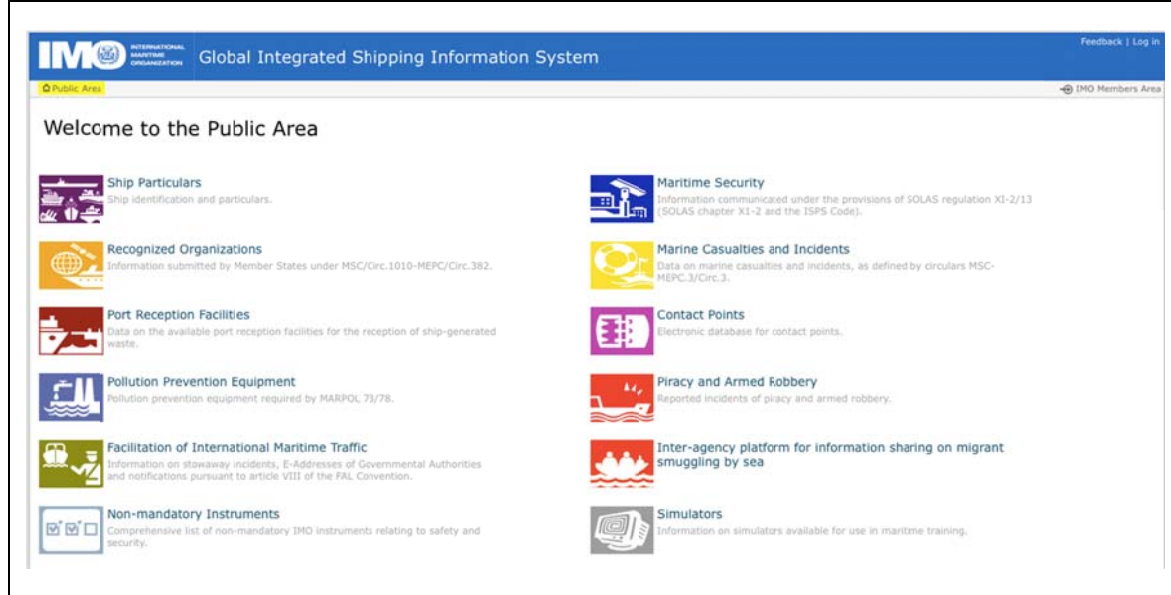 IMO
INTERNATIONAL
MARITIME
ORGANIZATION
Global Integrated Shipping Information System
Feedback | Log in
Public Area
IMO Members Area
Welcome to the Public Area
Ship Particulars
Ship identification and particulars.
Recognized Organizations
Information submitted by Member States under MSC/Circ.1010-MEPC/Circ.382.
Port Reception Facilities
Data on the available port reception facilities for the reception of ship-generated
waste.
Pollution Prevention Equipment
Pollution prevention equipment required by MARPOL 73/78.
Facilitation of International Maritime Traffic
Information on stowaway incidents, E-Addresses of Governmental Authorities
and notifications pursuant to article VIII of the FAL Convention.
Non-mandatory Instruments
Comprehensive list of non-mandatory IMO instruments relating to safety and
security.
Maritime Security
Information communicated under the provisions of SOLAS regulation XI-2/13
(SOLAS chapter XI-2 and the ISPS Code).
Marine Casualties and Incidents
Data on marine casualties and incidents, as defined by circulars MSC-
MEPC.3/Circ.3.
Contact Points
Electronic database for contact points.
Piracy and Armed Robbery
Reported incidents of piracy and armed robbery.
Inter-agency platform for information sharing on migrant
smuggling by sea
Simulators
Information on simulators available for use in maritime training.